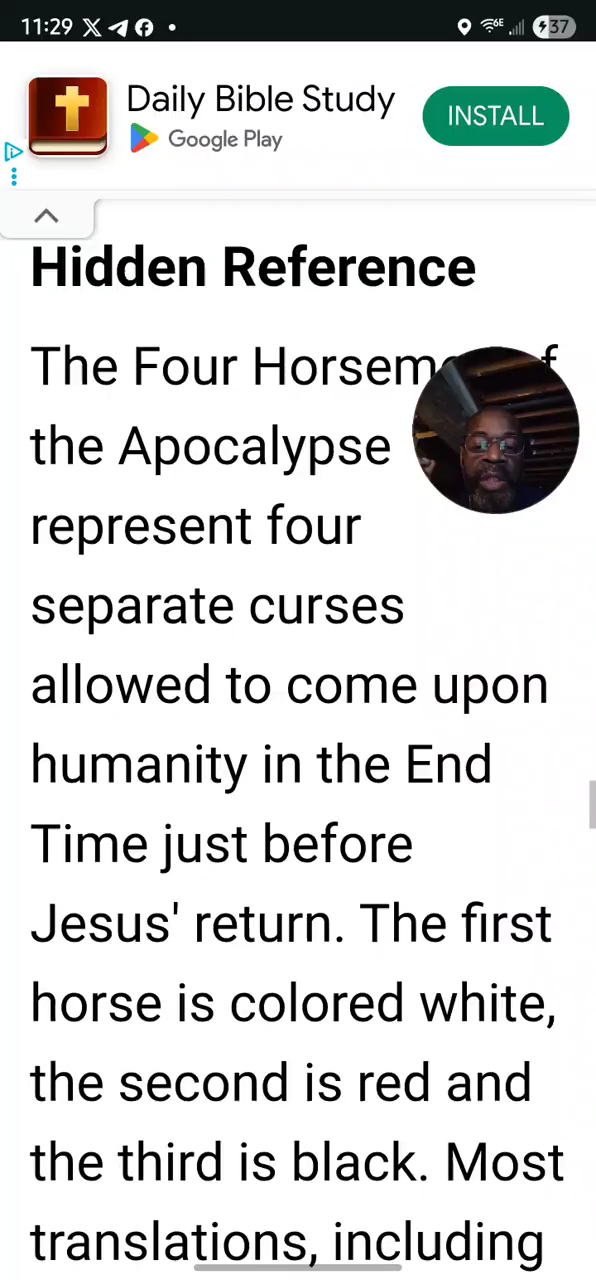 11:29
37
Daily Bible Study
Google Play
INSTALL
Hidden Reference
The Four
the Apocalypse
represent four
separate curses
allowed to come upon
humanity in the End
Time just before
Jesus' return. The first
horse is colored white,
the second is red and
the third is black. Most
translations, including